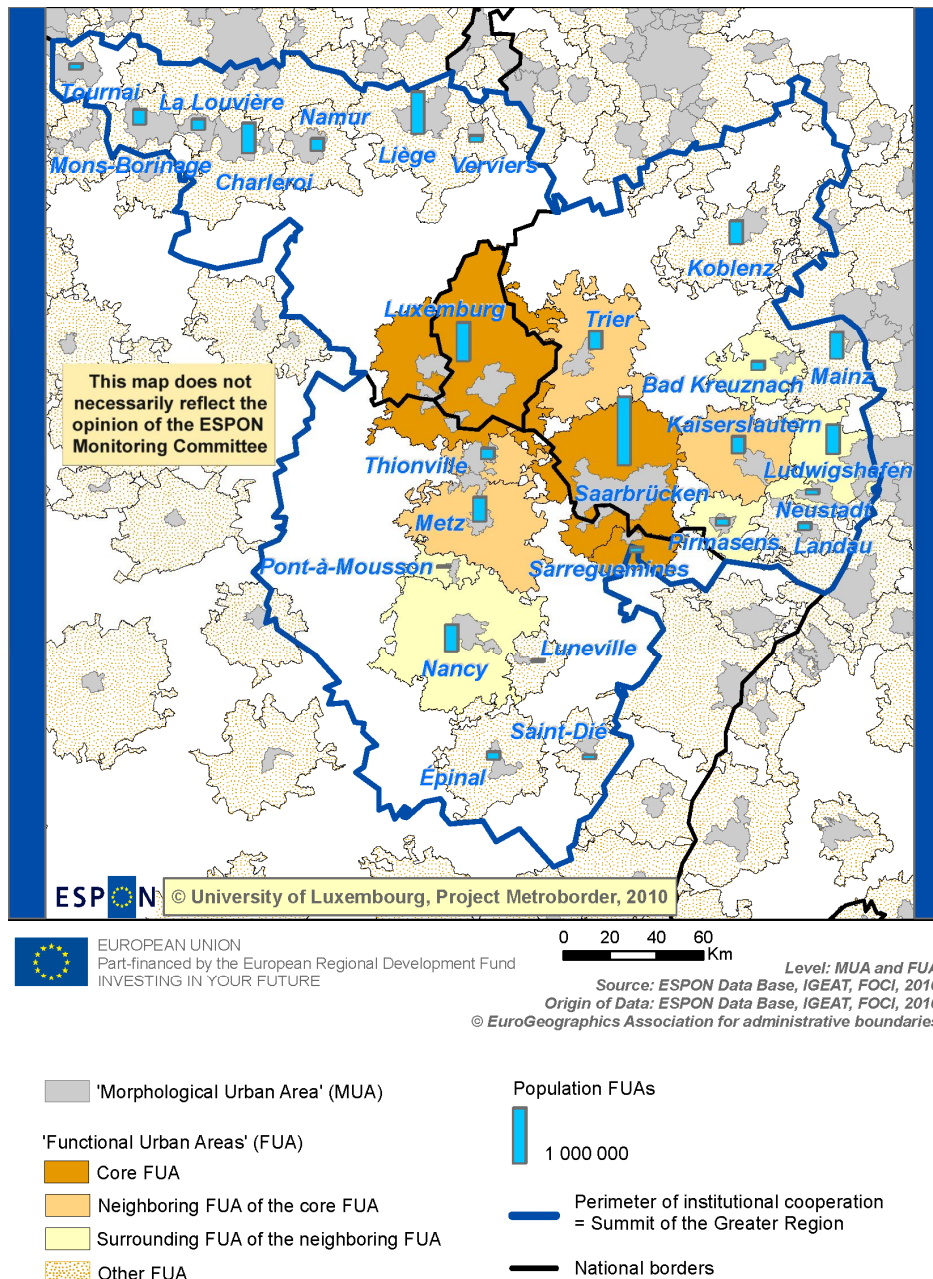 Tournai
La Louvière
Namur
Mons-Borinage
Charleroi
Liège
Verviers
Koblenz
Luxemburg
Trier
This map does not
necessarily reflect the
opinion of the ESPON
Monitoring Committee
Bad Kreuznach
Mainz
Kaiserslautern
Thionville
Ludwigshafen
Saarbrücken
Metz
Neustadt
Pirmasens
Landau
Pont-à-Mousson
Sarreguemines
Nancy
Luneville
Saint-Dié
Épinal
ESPON
© University of Luxembourg, Project Metroborder, 2010
EUROPEAN UNION
Part-financed by the European Regional Development Fund
INVESTING IN YOUR FUTURE
0 20 40 60
Km
Level: MUA and FUA
Source: ESPON Data Base, IGEAT, FOCI, 2010
Origin of Data: ESPON Data Base, IGEAT, FOCI, 2010
© EuroGeographics Association for administrative boundaries
'Morphological Urban Area' (MUA)
'Functional Urban Areas' (FUA)
Core FUA
Neighboring FUA of the core FUA
Surrounding FUA of the neighboring FUA
Other FUA
Population FUAs
1 000 000
Perimeter of institutional cooperation
= Summit of the Greater Region
National borders